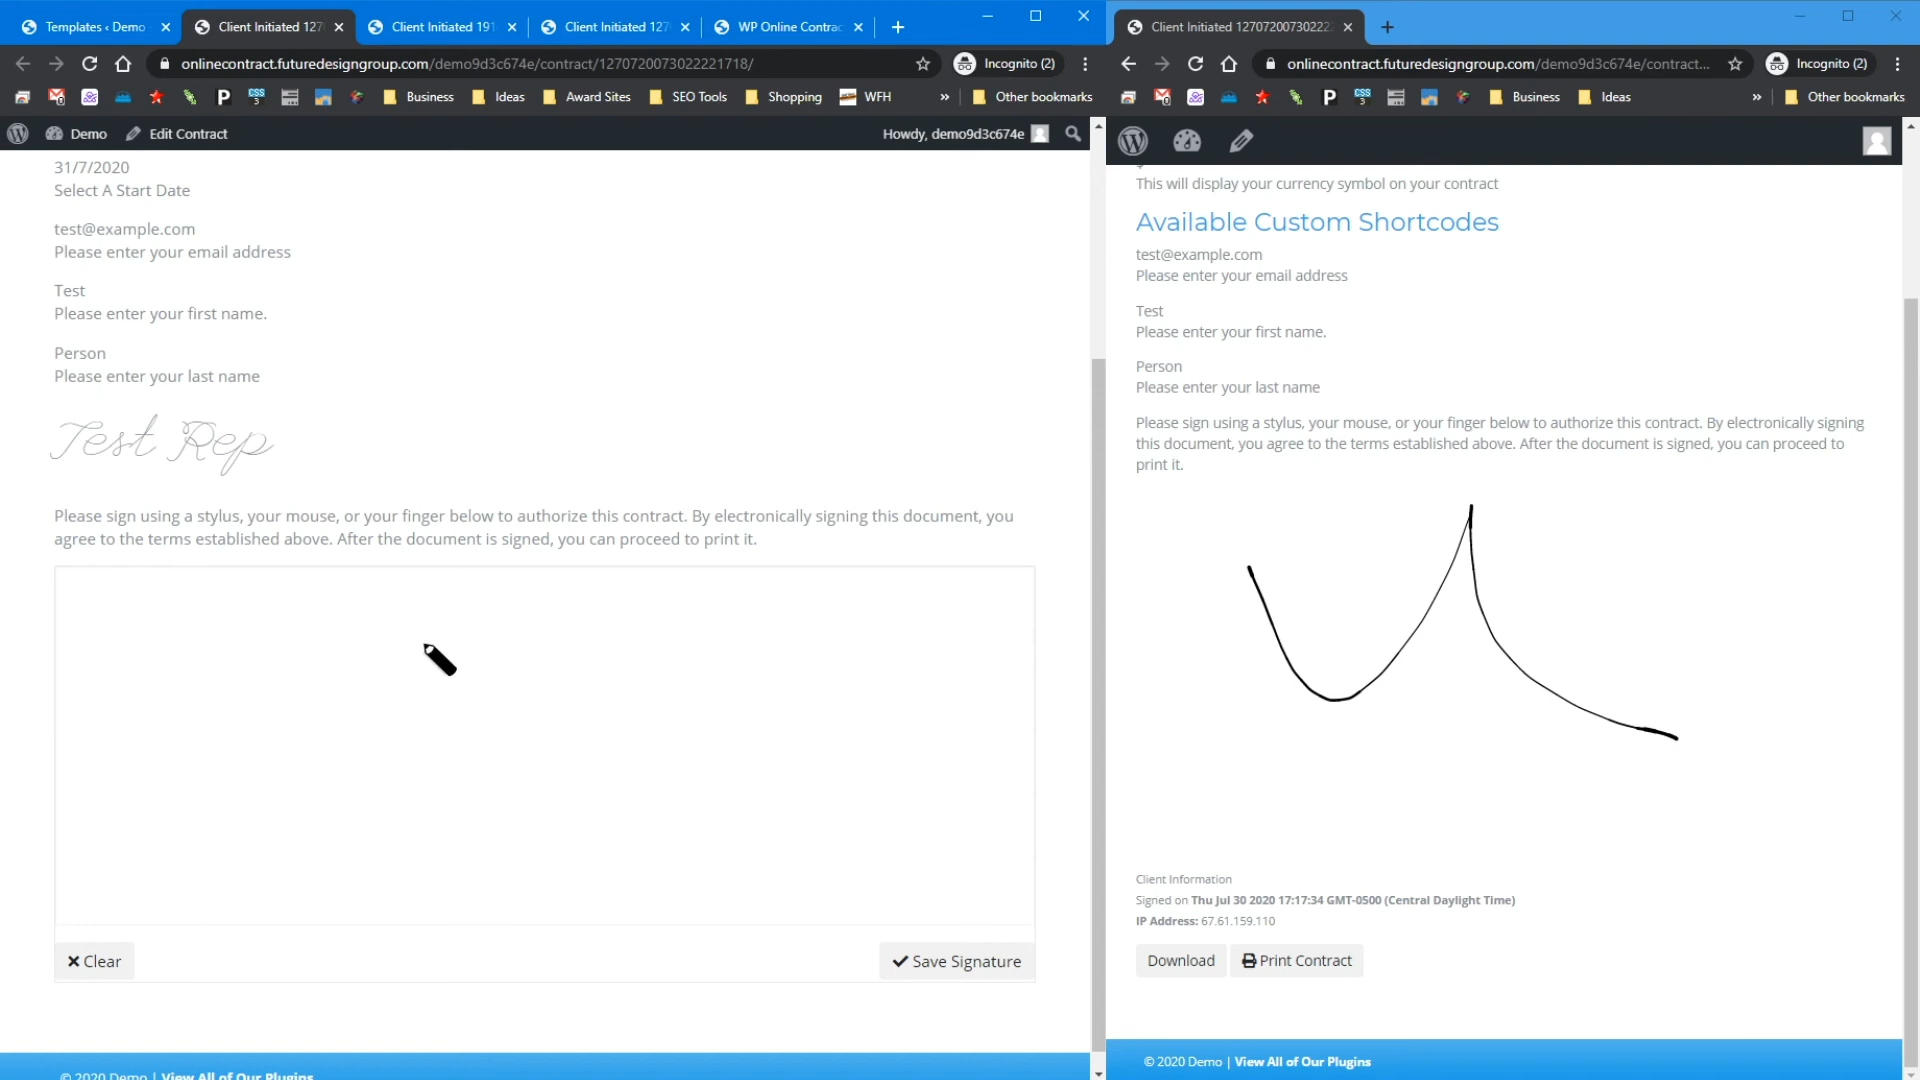 Templates ‹ Demo
Client Initiated 127
Client Initiated 191
Client Initiated 127
WP Online Contrac
onlinecontract.futuredesigngroup.com/demo9d3c674e/contract/1270720073022221718/
Incognito (2)
Business
Ideas
Award Sites
SEO Tools
Shopping
WFH
»
Other bookmarks
Demo
Edit Contract
Howdy, demo9d3c674e
31/7/2020
Select A Start Date
test@example.com
Please enter your email address
Test
Please enter your first name.
Person
Please enter your last name
Test Rep
Please sign using a stylus, your mouse, or your finger below to authorize this contract. By electronically signing this document, you
agree to the terms established above. After the document is signed, you can proceed to print it.
Clear
Save Signature
© 2020 Demo | View All of Our Plugins
Client Initiated 127072007302222
onlinecontract.futuredesigngroup.com/demo9d3c674e/contract...
Incognito (2)
Business
Ideas
»
Other bookmarks
This will display your currency symbol on your contract
Available Custom Shortcodes
test@example.com
Please enter your email address
Test
Please enter your first name.
Person
Please enter your last name
Please sign using a stylus, your mouse, or your finger below to authorize this contract. By electronically signing
this document, you agree to the terms established above. After the document is signed, you can proceed to
print it.
Client Information
Signed on Thu Jul 30 2020 17:17:34 GMT-0500 (Central Daylight Time)
IP Address: 67.61.159.110
Download
Print Contract
© 2020 Demo | View All of Our Plugins